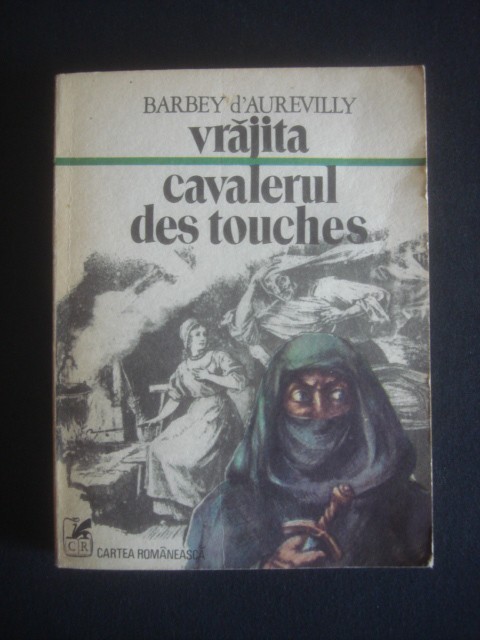 BARBEY d'AUREVILLY
vrăjita
cavalerul
des touches
CR
CARTEA ROMÂNEASCĂ